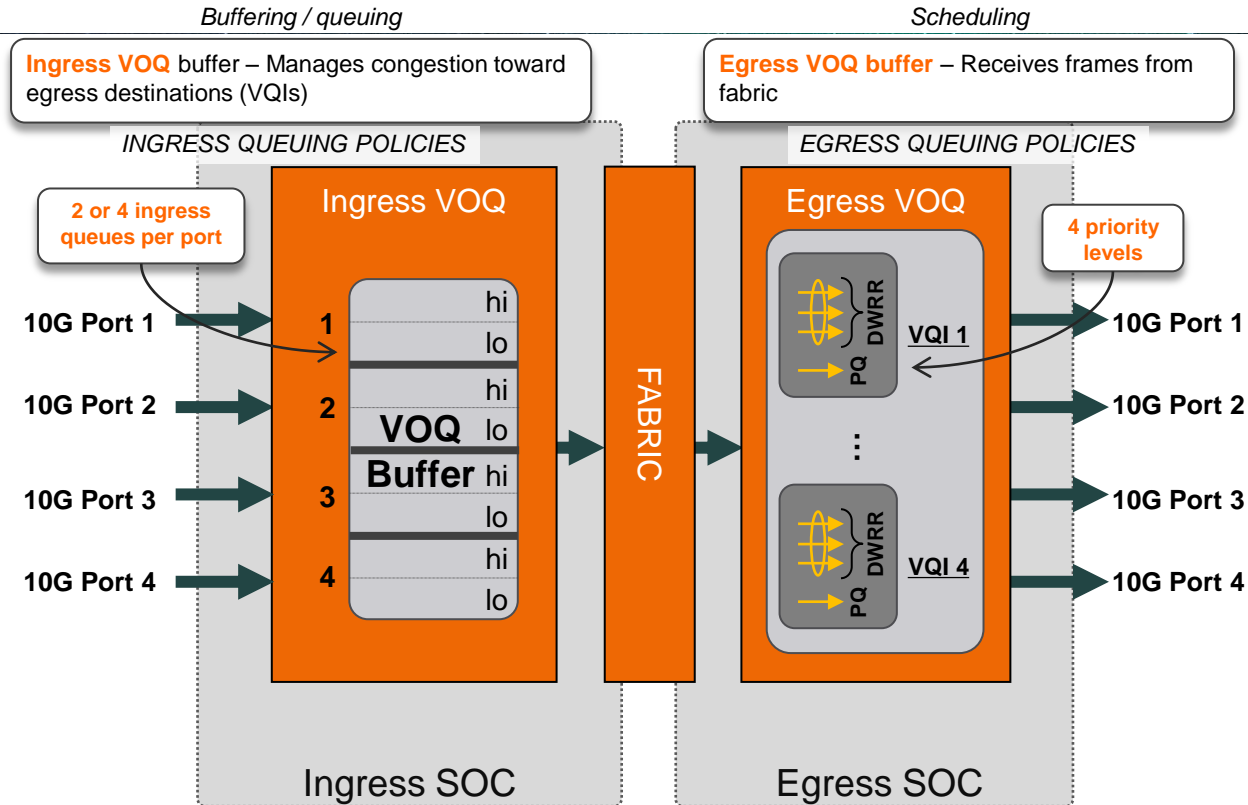 Buffering / queuing
Scheduling
Ingress VOQ buffer – Manages congestion toward
egress destinations (VQIs)
Egress VOQ buffer – Receives frames from
fabric
INGRESS QUEUING POLICIES
EGRESS QUEUING POLICIES
2 or 4 ingress
queues per port
Ingress VOQ
Egress VOQ
4 priority
levels
10G Port 1
10G Port 2
10G Port 3
10G Port 4
1
hi
lo
2
hi
lo
3
hi
lo
4
hi
lo
VOQ
Buffer
FABRIC
DWRR
PQ
VQI 1
...
DWRR
PQ
VQI 4
10G Port 1
10G Port 2
10G Port 3
10G Port 4
Ingress SOC
Egress SOC